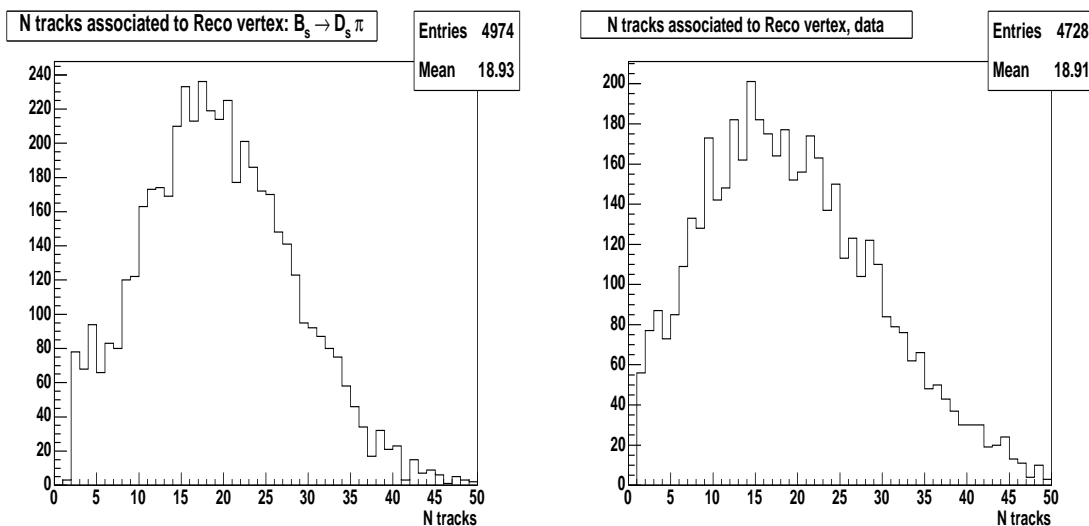 N tracks associated to Reco vertex: Bₛ → Dₛ π
Entries 4974
Mean 18.93
240
220
200
180
160
140
120
100
80
60
40
20
0
0 5 10 15 20 25 30 35 40 45 50
N tracks
N tracks associated to Reco vertex, data
Entries 4728
Mean 18.91
200
180
160
140
120
100
80
60
40
20
0
0 5 10 15 20 25 30 35 40 45 50
N tracks